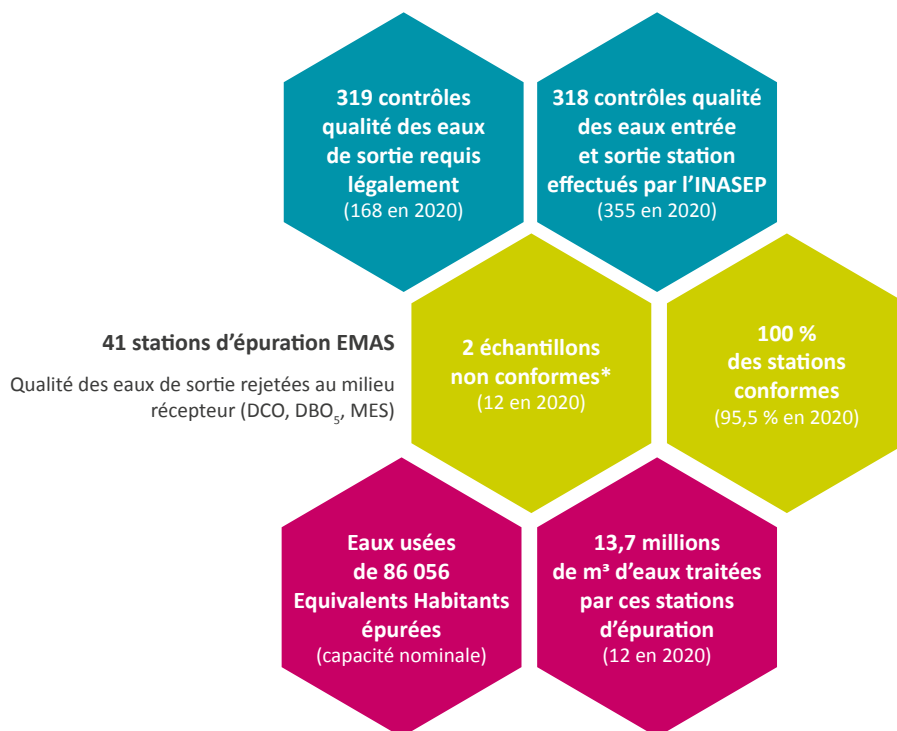 319 contrôles
qualité des eaux
de sortie requis
légalement
(168 en 2020)
318 contrôles qualité
des eaux entrée
et sortie station
effectués par l'INASEP
(355 en 2020)
41 stations d'épuration EMAS
Qualité des eaux de sortie rejetées au milieu
récepteur (DCO, DBO₅, MES)
2 échantillons
non conformes*
(12 en 2020)
100 %
des stations
conformes
(95,5 % en 2020)
Eaux usées
de 86 056
Equivalents Habitants
épurées
(capacité nominale)
13,7 millions
de m³ d'eaux traitées
par ces stations
d'épuration
(12 en 2020)